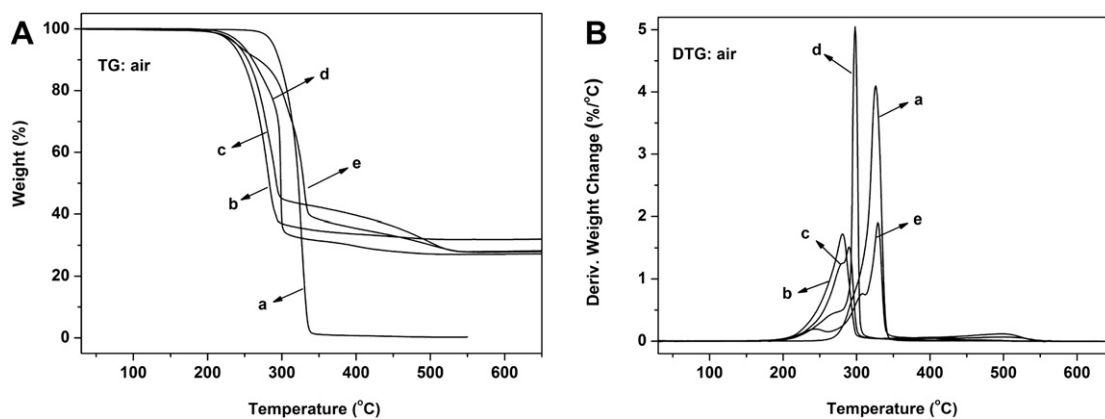 A
TG: air
Weight (%)
100
80
60
40
20
0
d
c
e
b
a
100 200 300 400 500 600
Temperature (°C)
B
DTG: air
Deriv. Weight Change (%/°C)
5
4
3
2
1
0
d
a
c
e
b
100 200 300 400 500 600
Temperature (°C)